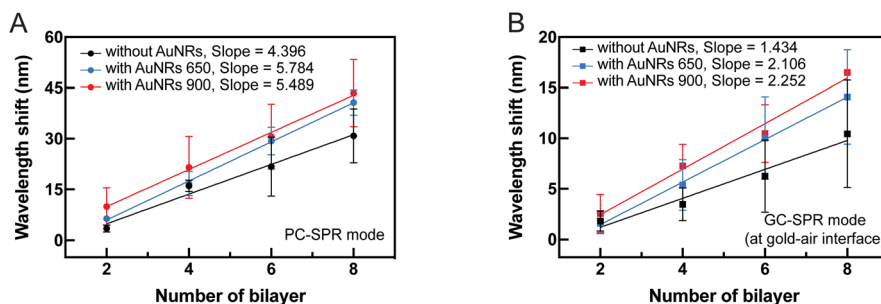 A
60
45
30
15
0
Wavelength shift (nm)
without AuNRs, Slope = 4.396
with AuNRs 650, Slope = 5.784
with AuNRs 900, Slope = 5.489
PC-SPR mode
2 4 6 8
Number of bilayer
B
20
15
10
5
0
Wavelength shift (nm)
without AuNRs, Slope = 1.434
with AuNRs 650, Slope = 2.106
with AuNRs 900, Slope = 2.252
GC-SPR mode
(at gold-air interface
2 4 6 8
Number of bilayer